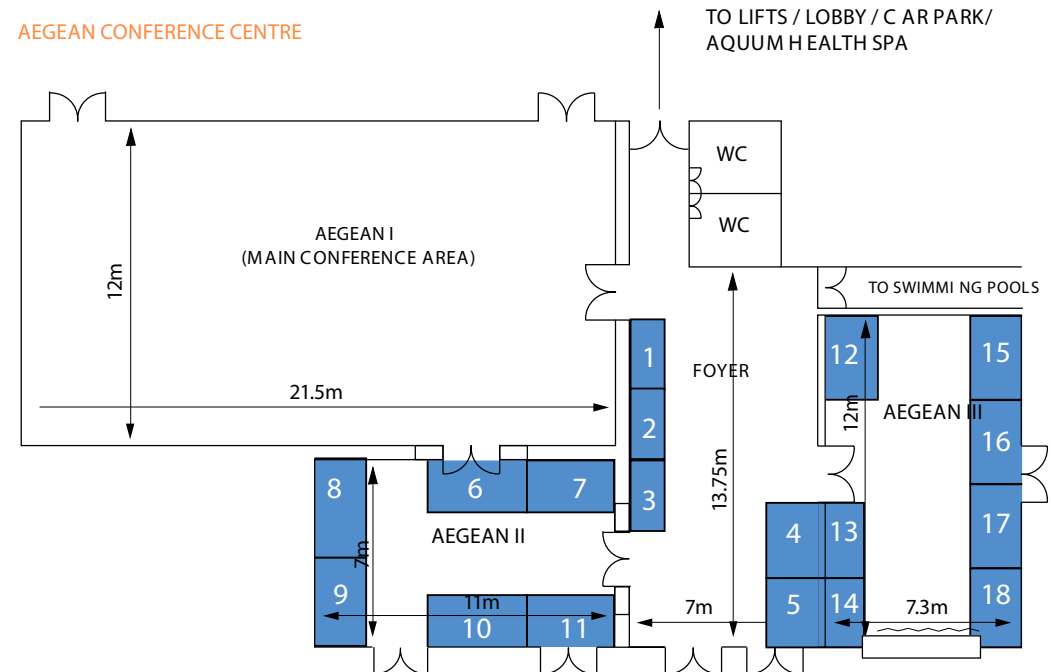 AEGEAN CONFERENCE CENTRE
TO LIFTS / LOBBY / C AR PARK/
AQUUM H EALTH SPA
WC
WC
AEGEAN I
(MAIN CONFERENCE AREA)
12m
21.5m
TO SWIMMI NG POOLS
FOYER
13.75m
7m
1
2
3
4
5
AEGEAN II
7m
11m
6
7
8
9
10
11
AEGEAN III
12m
7.3m
12
13
14
15
16
17
18